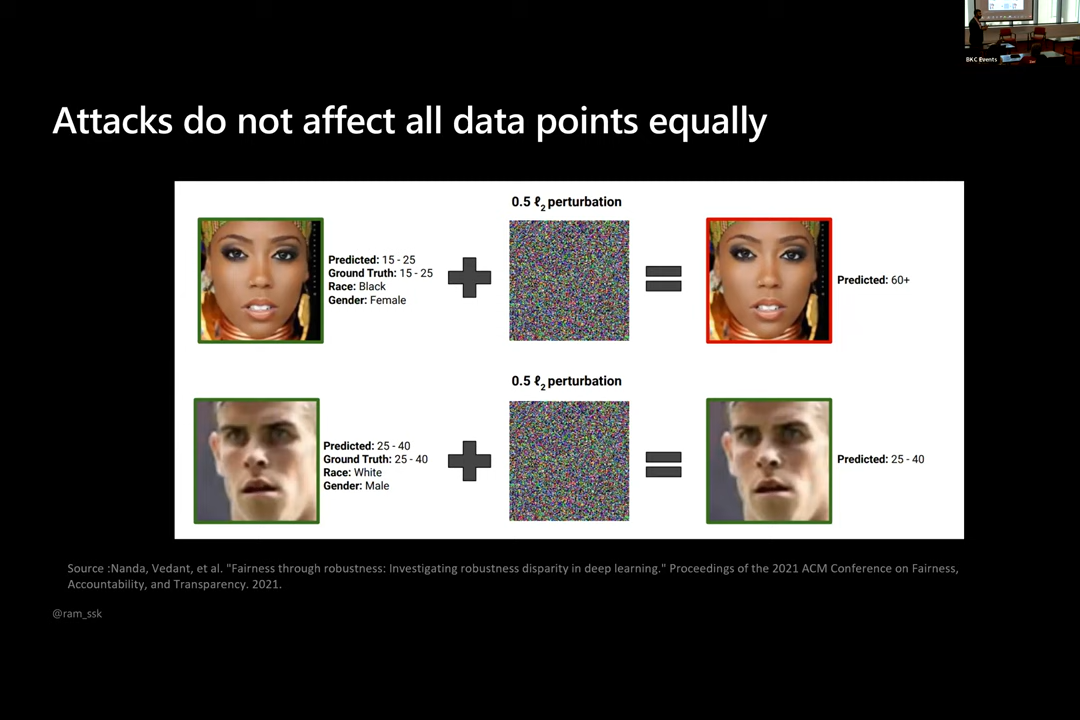 BKC Events
Attacks do not affect all data points equally
0.5 ℓ2 perturbation
Predicted: 15 - 25
Ground Truth: 15 - 25
Race: Black
Gender: Female
Predicted: 60+
0.5 ℓ2 perturbation
Predicted: 25 - 40
Ground Truth: 25 - 40
Race: White
Gender: Male
Predicted: 25 - 40
Source :Nanda, Vedant, et al. "Fairness through robustness: Investigating robustness disparity in deep learning." Proceedings of the 2021 ACM Conference on Fairness,
Accountability, and Transparency. 2021.
@ram_ssk